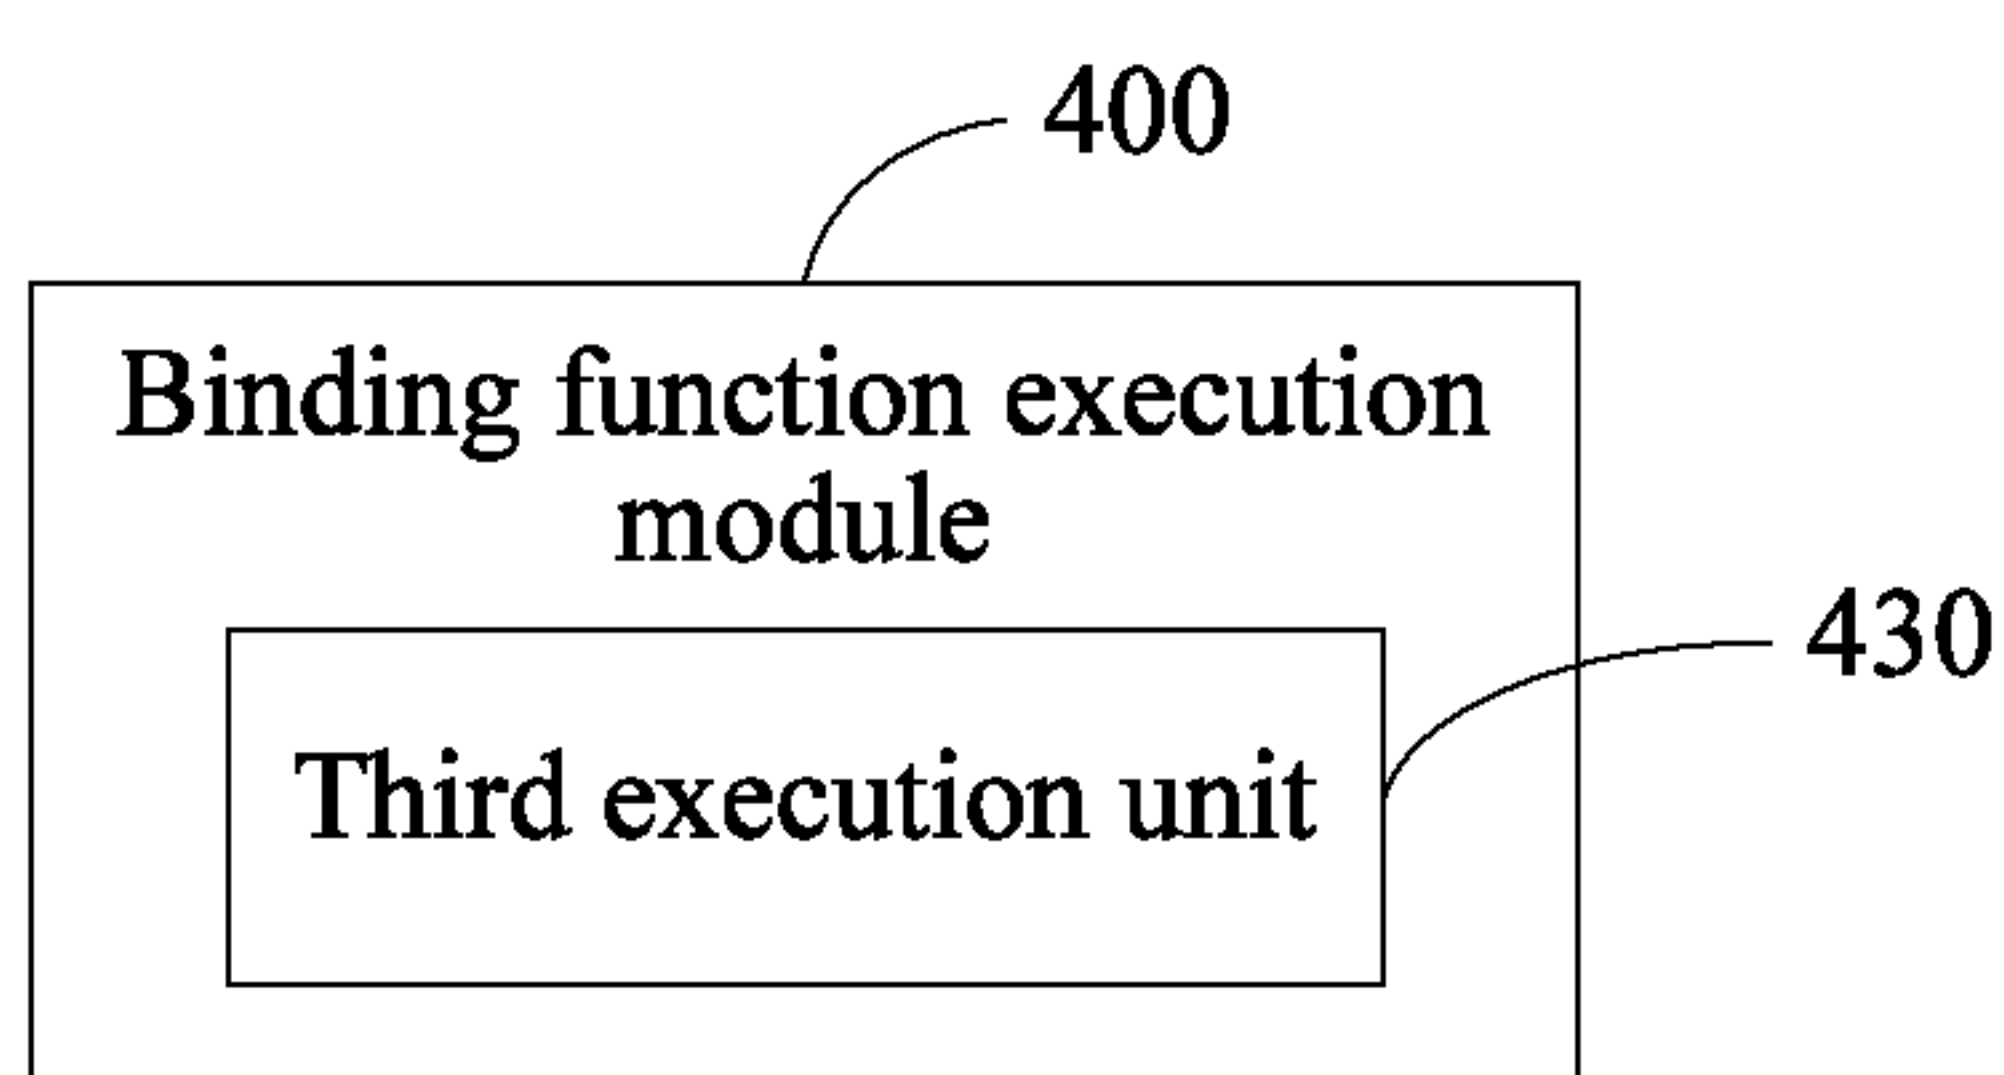 400
Binding function execution
module
430
Third execution unit